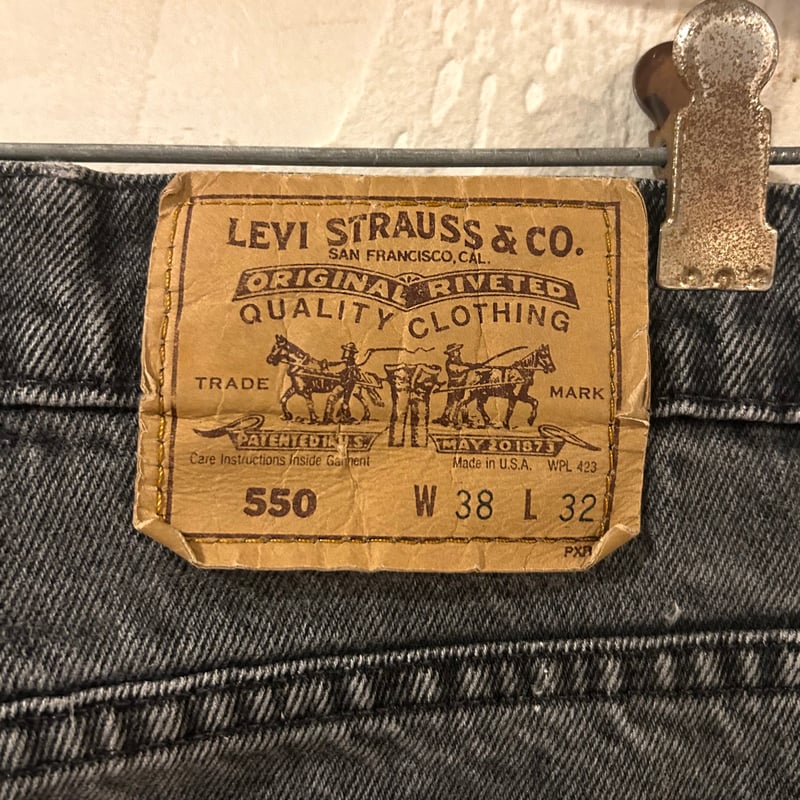 LEVI STRAUSS & CO.
SAN FRANCISCO, CAL.
ORIGINAL RIVETED
QUALITY CLOTHING
TRADE MARK
PATENTED IN U.S. MAY 20 1873
Care Instructions Inside Garment Made in U.S.A. WPL 423
550 W 38 L 32